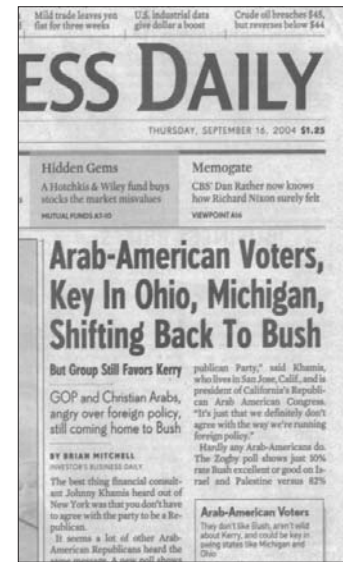 Mild trade leaves yen
flat for three weeks
U.S. industrial data
give dollar a boost
Crude oil breaches $45,
but reverses below $44
ESS DAILY
THURSDAY, SEPTEMBER 16, 2004 $1.25
Hidden Gems
A Hotchkis & Wiley fund buys
stocks the market misvalues
MUTUAL FUNDS A7-10
Memogate
CBS' Dan Rather now knows
how Richard Nixon surely felt
VIEWPOINT A16
Arab-American Voters,
Key In Ohio, Michigan,
Shifting Back To Bush
But Group Still Favors Kerry
GOP and Christian Arabs,
angry over foreign policy,
still coming home to Bush
BY BRIAN MITCHELL
INVESTOR'S BUSINESS DAILY
The best thing financial consult-
ant Johnny Khamis heard out of
New York was that you don't have
to agree with the party to be a Re-
publican.
It seems a lot of other Arab-
American Republicans heard the
same message. A new poll shows
publican Party," said Khamis,
who lives in San Jose, Calif., and is
president of California's Republi-
can Arab American Congress.
"It's just that we definitely don't
agree with the way we're running
foreign policy."
Hardly any Arab-Americans do.
The Zogby poll shows just 10%
rate Bush excellent or good on Is-
rael and Palestine versus 82%
Arab-American Voters
They don't like Bush, aren't wild
about Kerry, and could be key in
swing states like Michigan and
Ohio